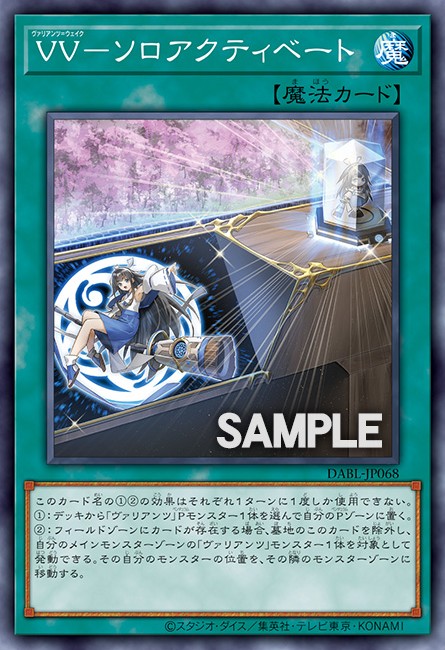 ヴァリアンツ＝ウェイク
VV－ソロアクティベート
魔
まほう
【魔法カード】
SAMPLE
DABL-JP068
このカード名の①②の効果はそれぞれ1ターンに1度しか使用できない。
①：デッキから「ヴァリアンツ」Pモンスター1体を選んで自分のPゾーンに置く。
②：フィールドゾーンにカードが存在する場合、墓地のこのカードを除外し、
自分のメインモンスターゾーンの「ヴァリアンツ」モンスター1体を対象として
発動できる。その自分のモンスターの位置を、その隣のモンスターゾーンに
移動する。
©スタジオ・ダイス／集英社・テレビ東京・KONAMI